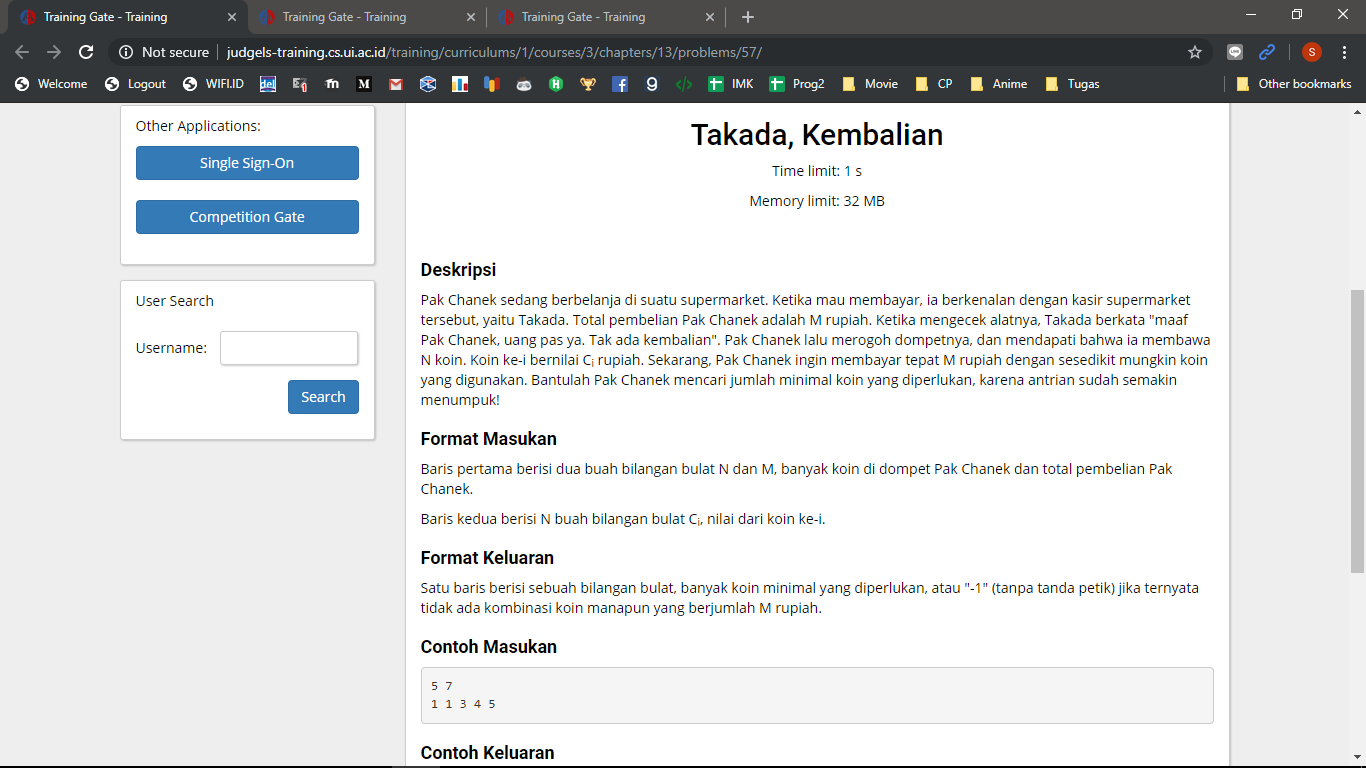 Training Gate - Training
Training Gate - Training
Training Gate - Training
Not secure | judgels-training.cs.ui.ac.id/training/curriculums/1/courses/3/chapters/13/problems/57/
S
Welcome Logout WIFI.ID del m M g IMK Prog2 Movie CP Anime Tugas Other bookmarks
Other Applications:
Single Sign-On
Competition Gate
User Search
Username:
Search
Takada, Kembalian
Time limit: 1 s
Memory limit: 32 MB
Deskripsi
Pak Chanek sedang berbelanja di suatu supermarket. Ketika mau membayar, ia berkenalan dengan kasir supermarket
tersebut, yaitu Takada. Total pembelian Pak Chanek adalah M rupiah. Ketika mengecek alatnya, Takada berkata "maaf
Pak Chanek, uang pas ya. Tak ada kembalian". Pak Chanek lalu merogoh dompetnya, dan mendapati bahwa ia membawa
N koin. Koin ke-i bernilai Cᵢ rupiah. Sekarang, Pak Chanek ingin membayar tepat M rupiah dengan sesedikit mungkin koin
yang digunakan. Bantulah Pak Chanek mencari jumlah minimal koin yang diperlukan, karena antrian sudah semakin
menumpuk!
Format Masukan
Baris pertama berisi dua buah bilangan bulat N dan M, banyak koin di dompet Pak Chanek dan total pembelian Pak
Chanek.
Baris kedua berisi N buah bilangan bulat Cᵢ, nilai dari koin ke-i.
Format Keluaran
Satu baris berisi sebuah bilangan bulat, banyak koin minimal yang diperlukan, atau "-1" (tanpa tanda petik) jika ternyata
tidak ada kombinasi koin manapun yang berjumlah M rupiah.
Contoh Masukan
5 7
1 1 3 4 5
Contoh Keluaran